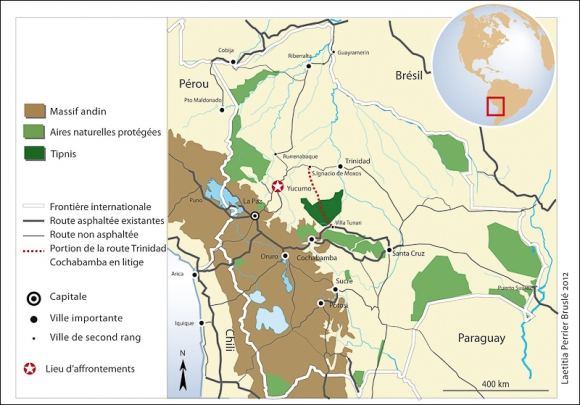 Massif andin
Aires naturelles protégées
Tipnis
Frontière internationale
Route asphaltée existantes
Route non asphaltée
Portion de la route Trinidad
Cochabamba en litige
Capitale
Ville importante
Ville de second rang
Lieu d'affrontements
Cobija
Riberralta
Guayramerin
Pérou
Brésil
Pto Maldonado
Rurrenabaque
Trinidad
S.Ignacio de Moxos
Yucumo
Puno
La Paz
Villa Tunari
Santa Cruz
Cochabamba
Oruro
Arica
Sucre
Potosi
Puerto Suarez
Iquique
Chili
Paraguay
N
400 km
Laetitia Perrier Bruslé 2012